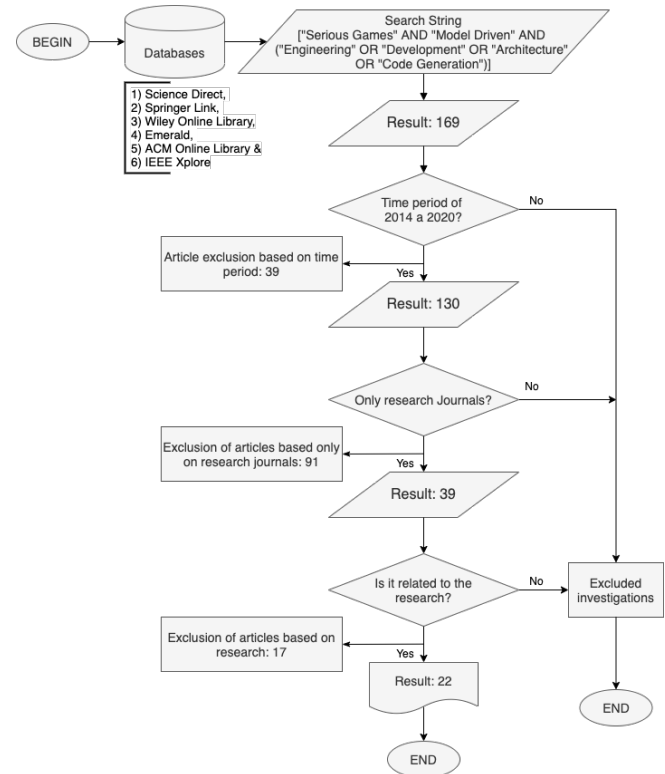 BEGIN
Databases
Search String
["Serious Games" AND "Model Driven" AND
("Engineering" OR "Development" OR "Architecture"
OR "Code Generation")]
1) Science Direct,
2) Springer Link,
3) Wiley Online Library,
4) Emerald,
5) ACM Online Library &
6) IEEE Xplore
Result: 169
Time period of
2014 a 2020?
No
Article exclusion based on time
period: 39
Yes
Result: 130
Only research Journals?
No
Exclusion of articles based only
on research journals: 91
Yes
Result: 39
Is it related to the
research?
No
Excluded
investigations
Exclusion of articles based on
research: 17
Yes
Result: 22
END
END